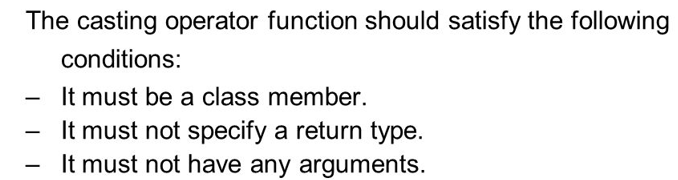 The casting operator function should satisfy the following
conditions:
– It must be a class member.
– It must not specify a return type.
– It must not have any arguments.